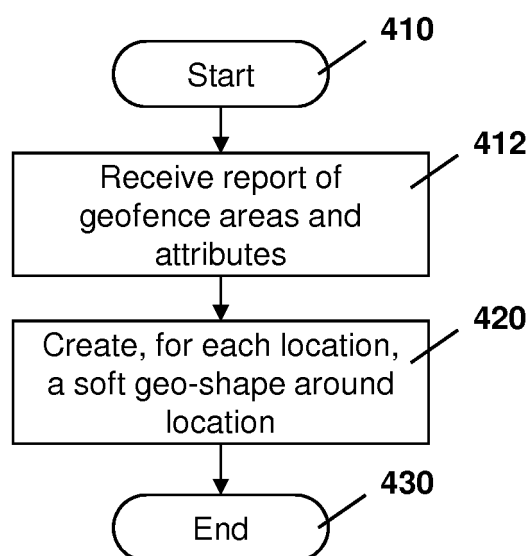 410
Start
412
Receive report of
geofence areas and
attributes
420
Create, for each location,
a soft geo-shape around
location
430
End